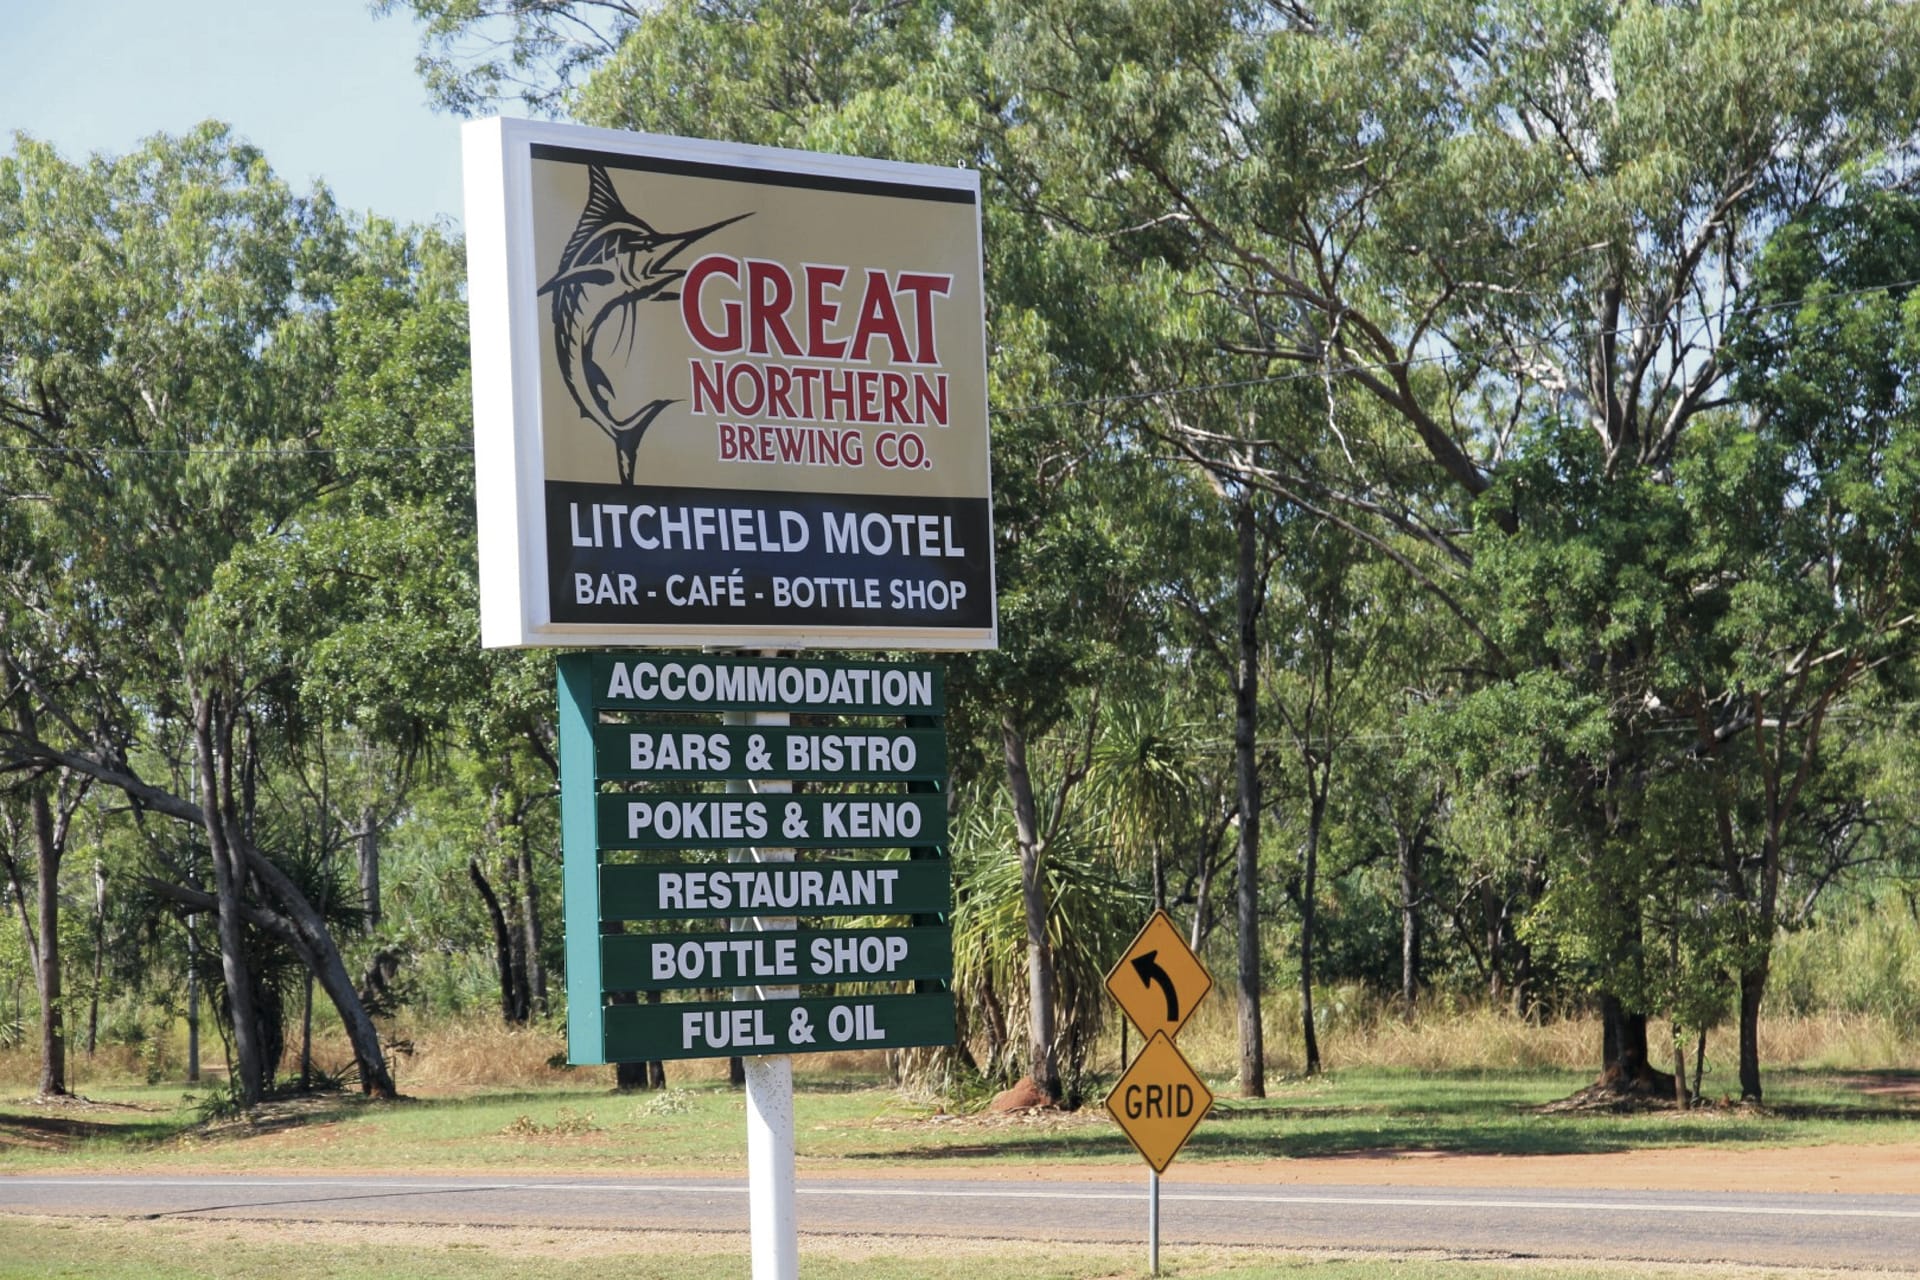 GREAT
NORTHERN
BREWING CO.
LITCHFIELD MOTEL
BAR - CAFÉ - BOTTLE SHOP
ACCOMMODATION
BARS & BISTRO
POKIES & KENO
RESTAURANT
BOTTLE SHOP
FUEL & OIL
GRID